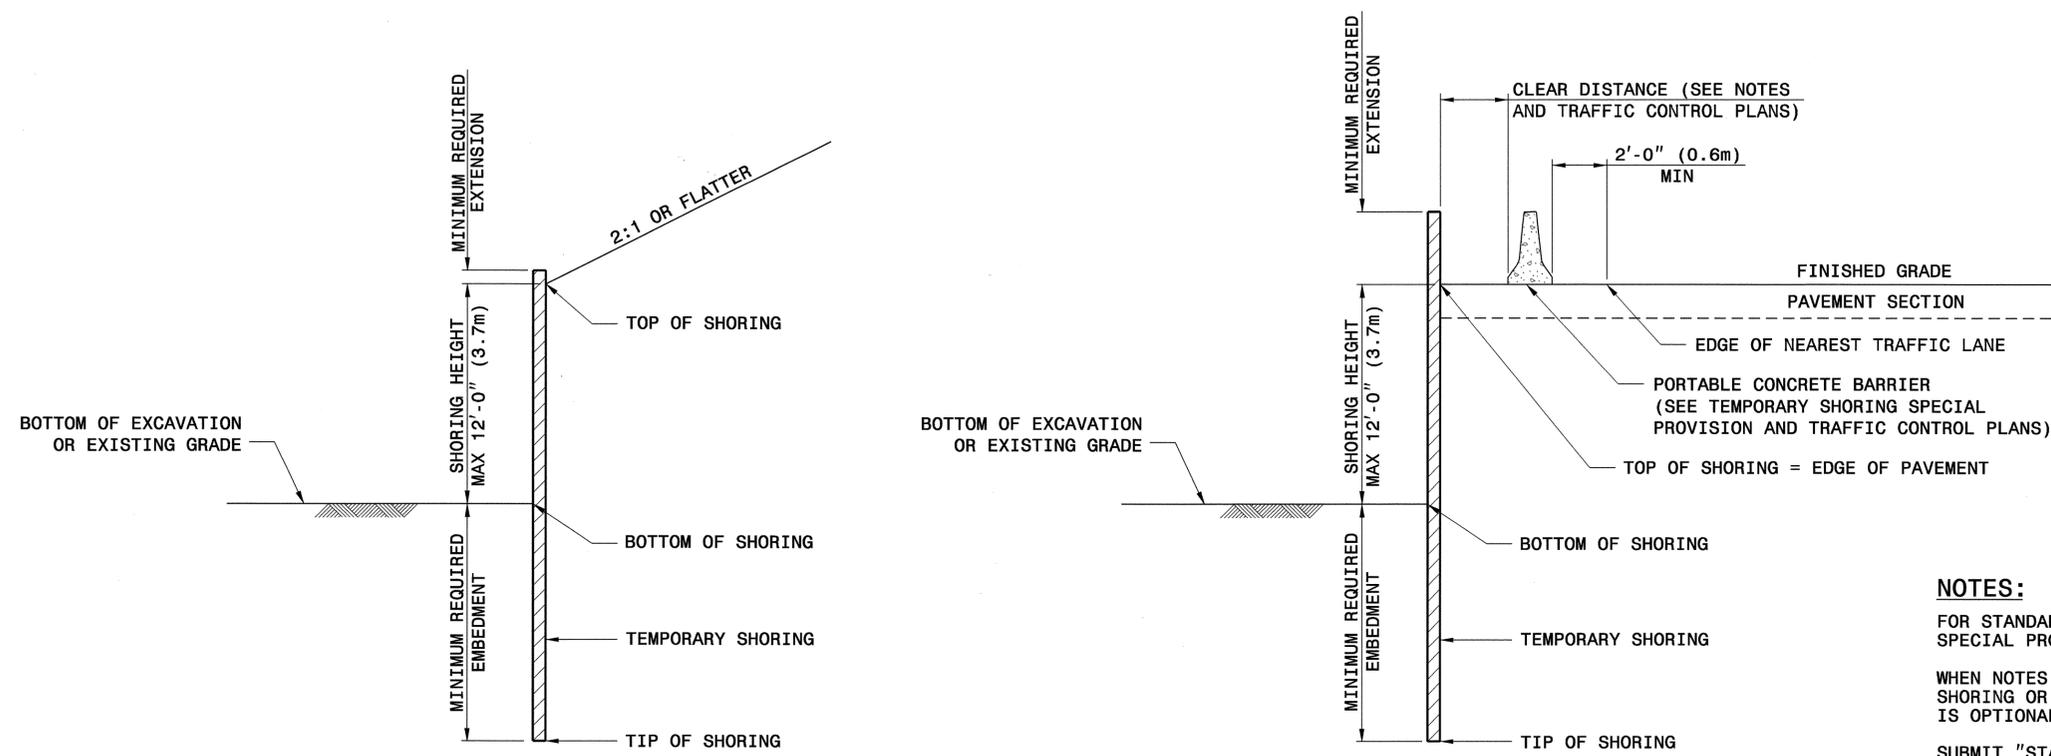 MINIMUM REQUIRED
EXTENSION
2:1 OR FLATTER
TOP OF SHORING
SHORING HEIGHT
MAX 12'-0" (3.7m)
BOTTOM OF EXCAVATION
OR EXISTING GRADE
BOTTOM OF SHORING
MINIMUM REQUIRED
EMBEDMENT
TEMPORARY SHORING
TIP OF SHORING
MINIMUM REQUIRED
EXTENSION
CLEAR DISTANCE (SEE NOTES
AND TRAFFIC CONTROL PLANS)
2'-0" (0.6m)
MIN
FINISHED GRADE
PAVEMENT SECTION
EDGE OF NEAREST TRAFFIC LANE
PORTABLE CONCRETE BARRIER
(SEE TEMPORARY SHORING SPECIAL
PROVISION AND TRAFFIC CONTROL PLANS)
TOP OF SHORING = EDGE OF PAVEMENT
SHORING HEIGHT
MAX 12'-0" (3.7m)
BOTTOM OF EXCAVATION
OR EXISTING GRADE
BOTTOM OF SHORING
MINIMUM REQUIRED
EMBEDMENT
TEMPORARY SHORING
TIP OF SHORING
NOTES:
FOR STANDA
SPECIAL PRO
WHEN NOTES
SHORING OR
IS OPTIONA
SUBMIT "STA